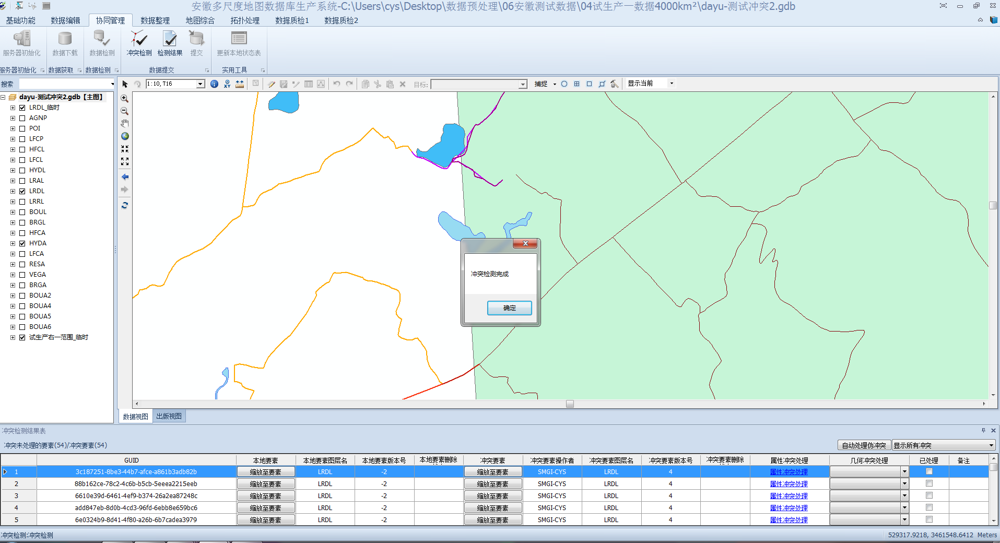 安徽多尺度地图数据库生产系统-C:\Users\cys\Desktop\数据预处理\06安徽测试数据\04试生产一数据4000km²\dayu-测试冲突2.gdb
基础功能 数据编辑 协同管理 数据整理 地图综合 拓扑处理 数据质检1 数据质检2
服务器初始化 数据下载 数据检测 冲突检测 检测结果 提交 更新本地状态表
服务器初始化 数据获取 数据检测 数据提交 实用工具
搜索 1:10,716 目标: 捕捉 显示当前
dayu-测试冲突2.gdb【主图】
LRDL_临时
AGNP
POI
LFCP
HFCL
LFCL
HYDL
LRAL
LRDL
LRRL
BOUL
BRGL
HFCA
HYDA
LFCA
RESA
VEGA
BRGA
BOUA2
BOUA4
BOUA5
BOUA6
试生产右一范围_临时
冲突检测完成
确定
数据视图 出版视图
冲突检测结果表
冲突未处理的要素(54)/冲突要素(54) 自动处理伪冲突 显示所有冲突
GUID 本地要素 本地要素图层名 本地要素版本号 本地要素删除 冲突要素 冲突要素操作者 冲突要素图层名 冲突要素版本号 冲突要素删除 属性冲突处理 几何冲突处理 已处理 备注
1 3c187251-8be3-44b7-afce-a861b3adb82b 缩放至要素 LRDL -2 缩放至要素 SMGI-CYS LRDL 4 属性冲突处理
2 88b162ce-78c2-4c6b-b5cb-5eeea2215eeb 缩放至要素 LRDL -2 缩放至要素 SMGI-CYS LRDL 4 属性冲突处理
3 6610e39d-6461-4ef9-b374-26a2ea87248c 缩放至要素 LRDL -2 缩放至要素 SMGI-CYS LRDL 4 属性冲突处理
4 add847eb-8d0b-4cd3-96fd-6ebb8e659bc6 缩放至要素 LRDL -2 缩放至要素 SMGI-CYS LRDL 4 属性冲突处理
5 6e0324b9-8d41-4f80-a26b-6b7cadea3979 缩放至要素 LRDL -2 缩放至要素 SMGI-CYS LRDL 4 属性冲突处理
冲突检测:冲突检测 529317.9218, 3461548.6412 Meters